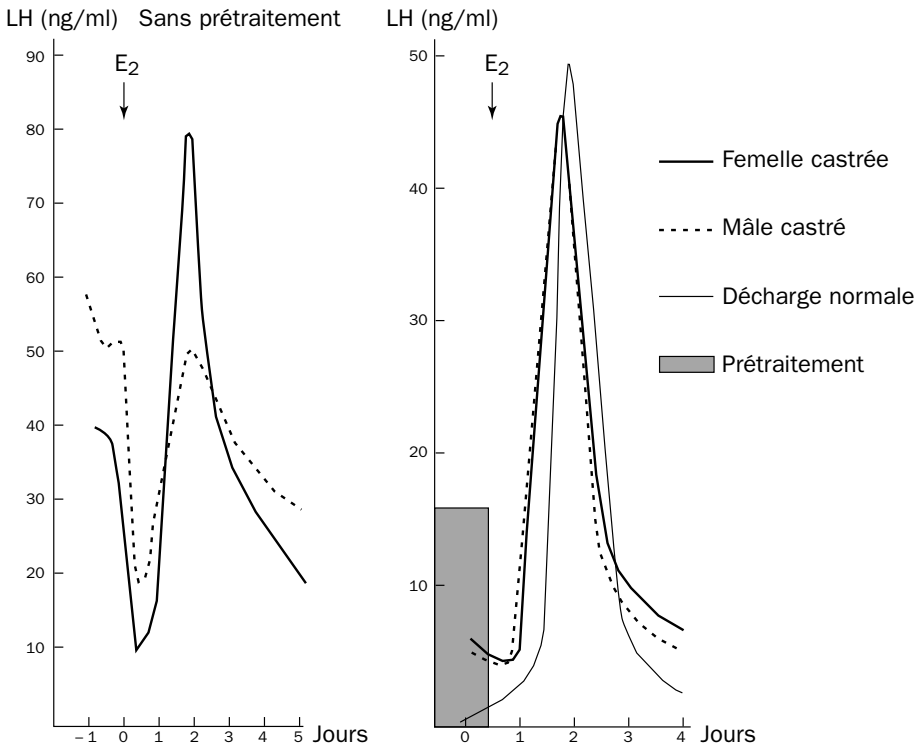 LH (ng/ml) Sans prétraitement
90
80
70
60
50
40
30
20
10
E2
– 1 0 1 2 3 4 5 Jours
LH (ng/ml)
50
40
30
20
10
E2
0 1 2 3 4 Jours
Femelle castrée
Mâle castré
Décharge normale
Prétraitement